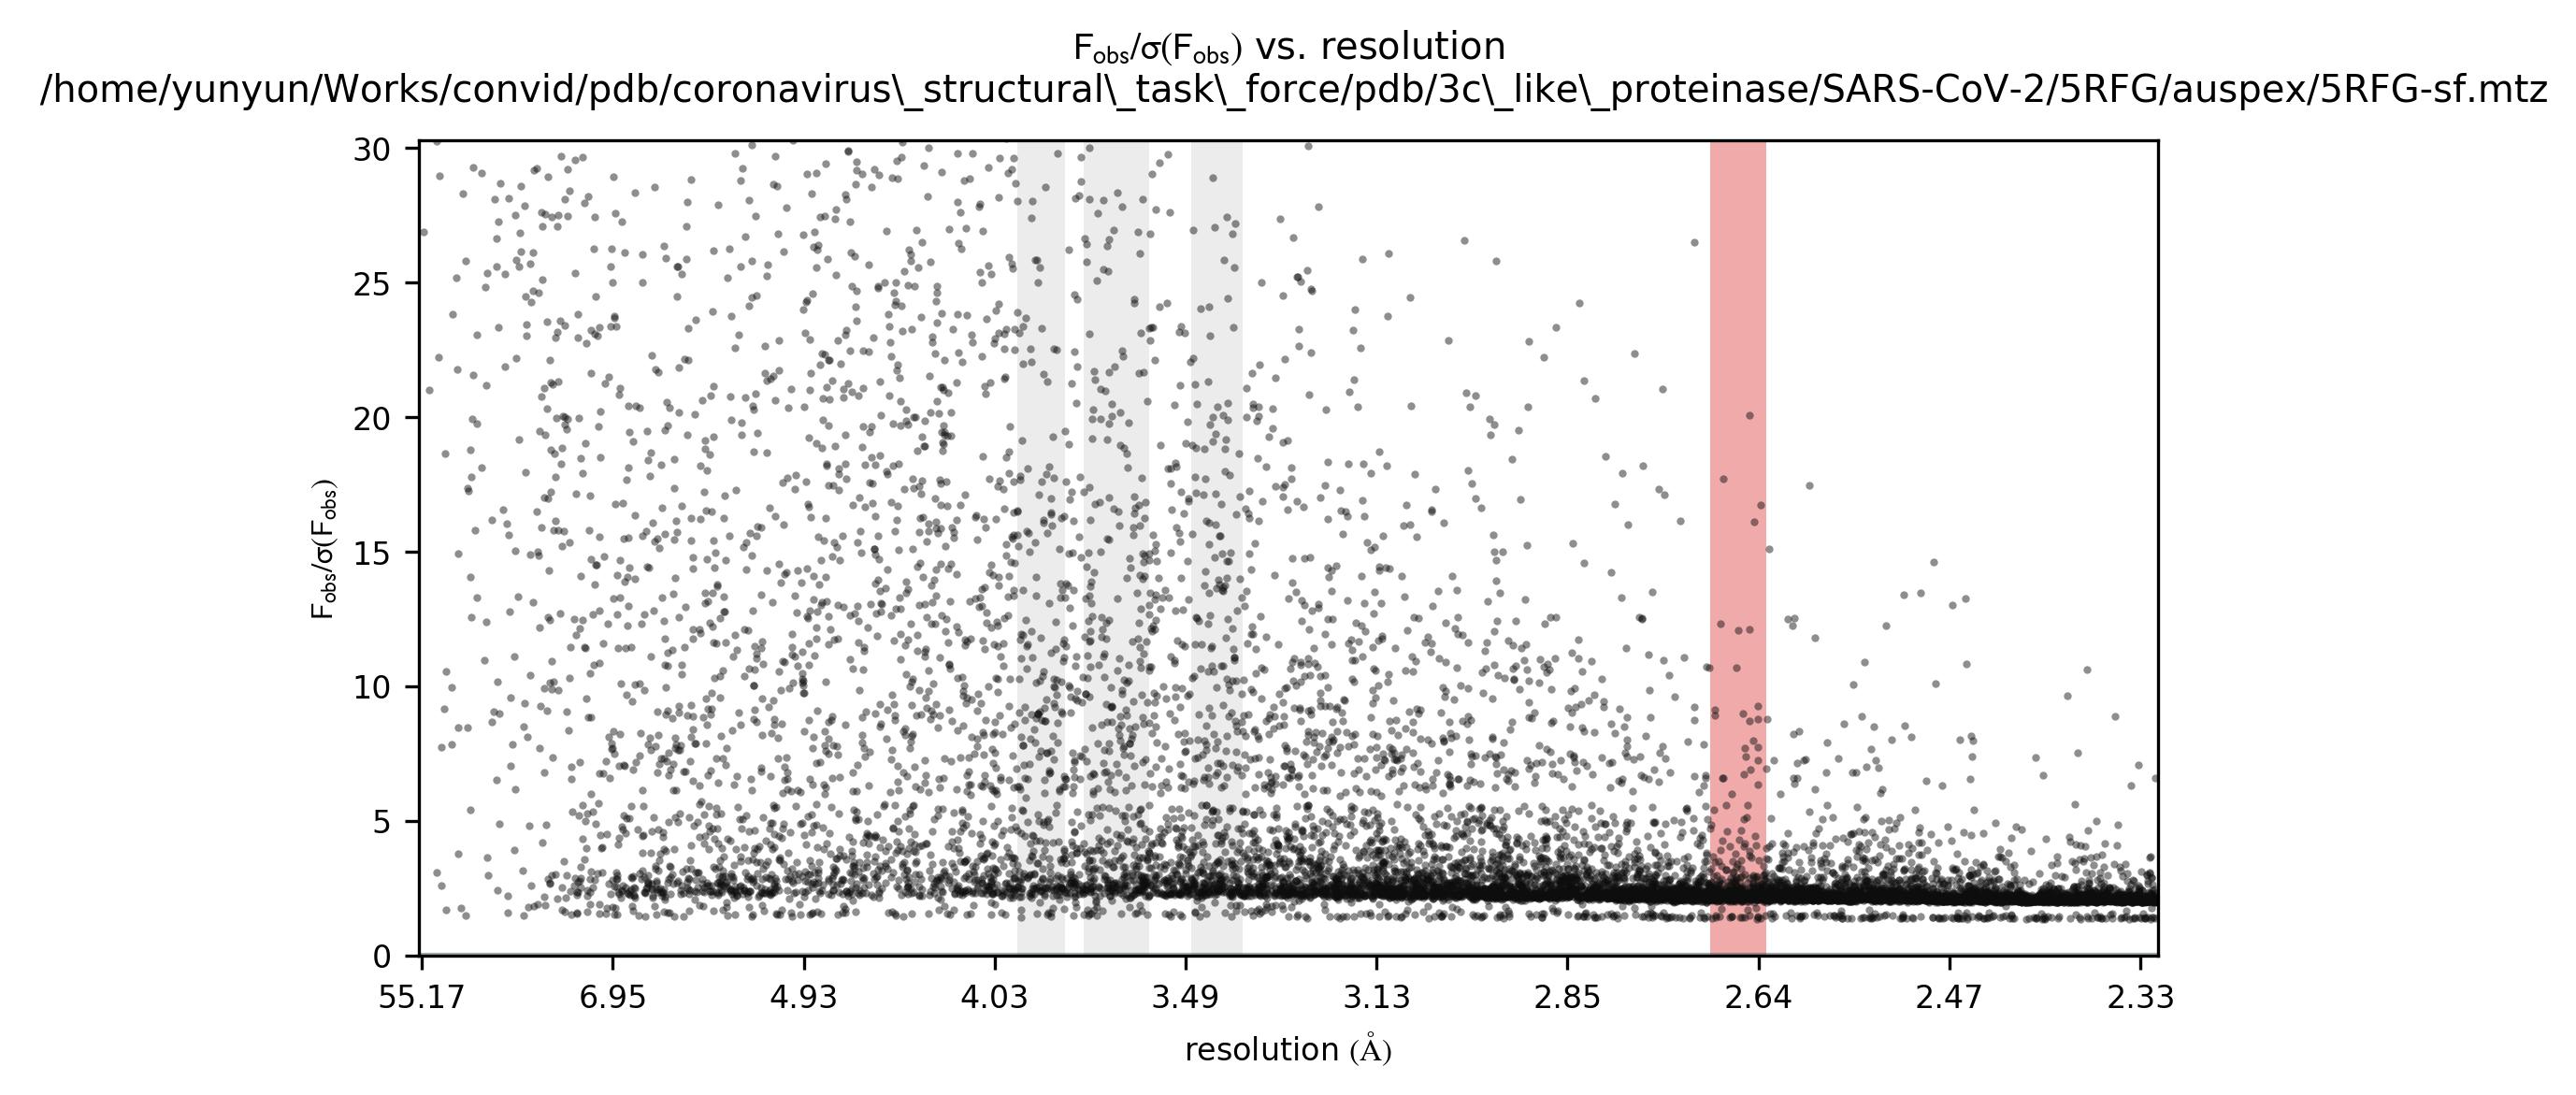 Fobs/σ(Fobs) vs. resolution
/home/yunyun/Works/convid/pdb/coronavirus\_structural\_task\_force/pdb/3c\_like\_proteinase/SARS-CoV-2/5RFG/auspex/5RFG-sf.mtz
Fobs/σ(Fobs)
30
25
20
15
10
5
0
55.17 6.95 4.93 4.03 3.49 3.13 2.85 2.64 2.47 2.33
resolution (Å)